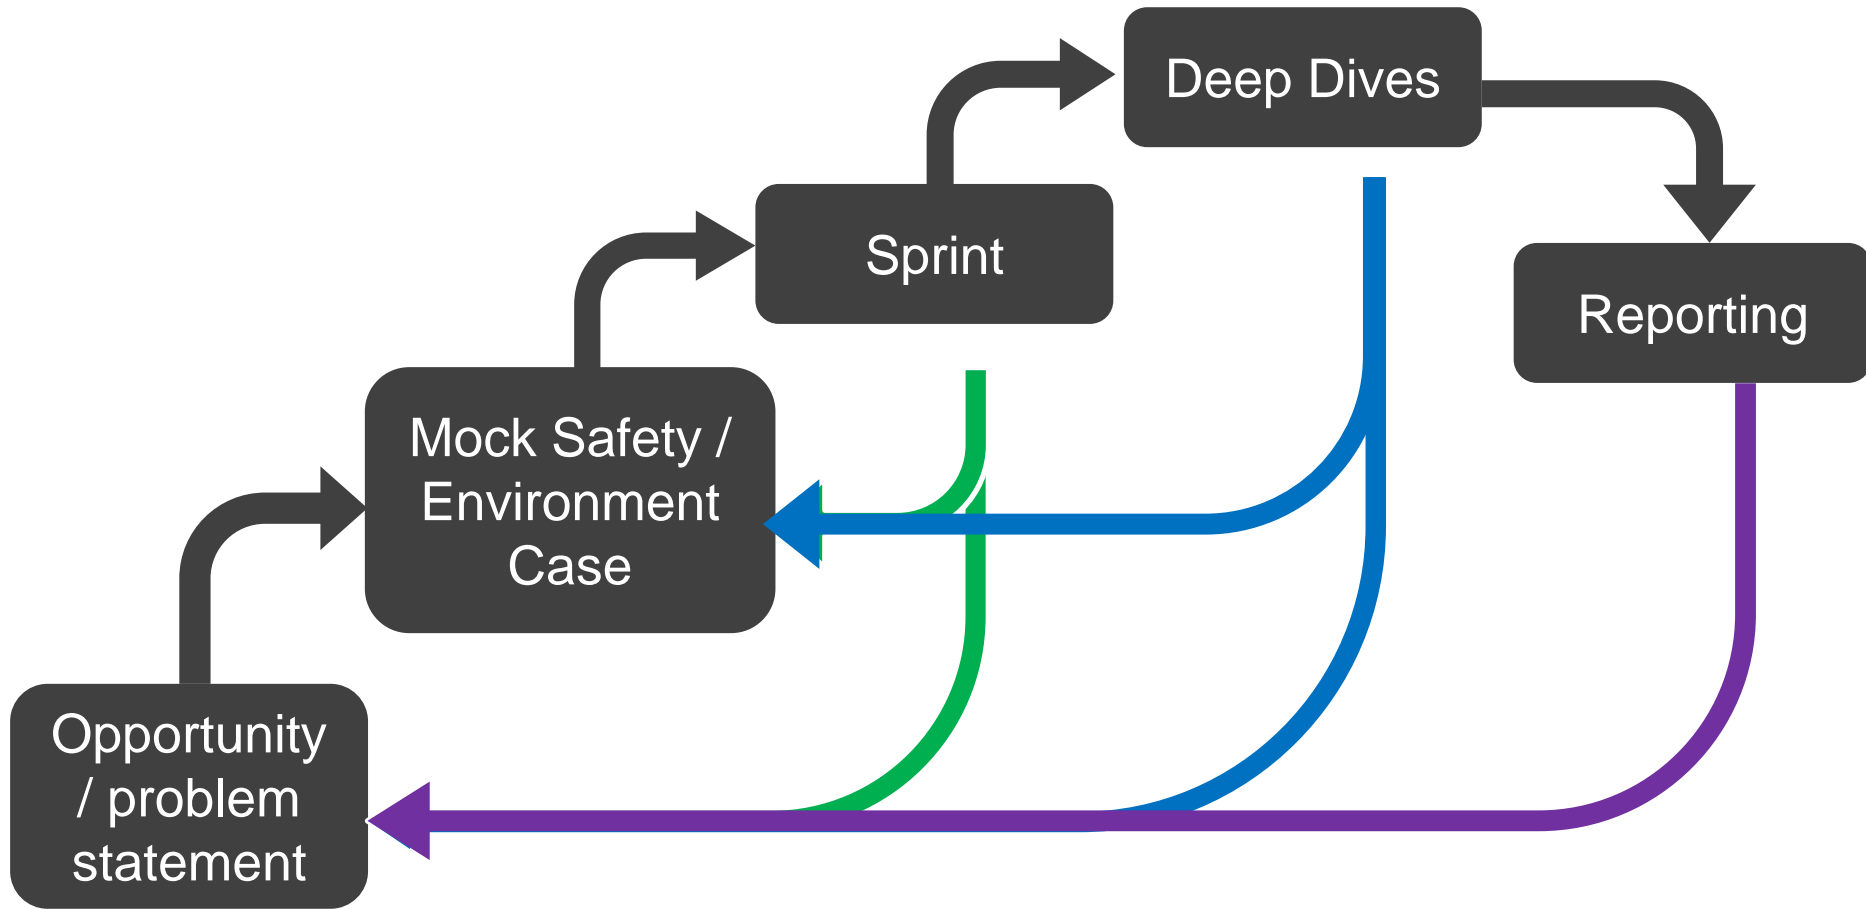 Deep Dives
Sprint
Reporting
Mock Safety /
Environment
Case
Opportunity
/ problem
statement